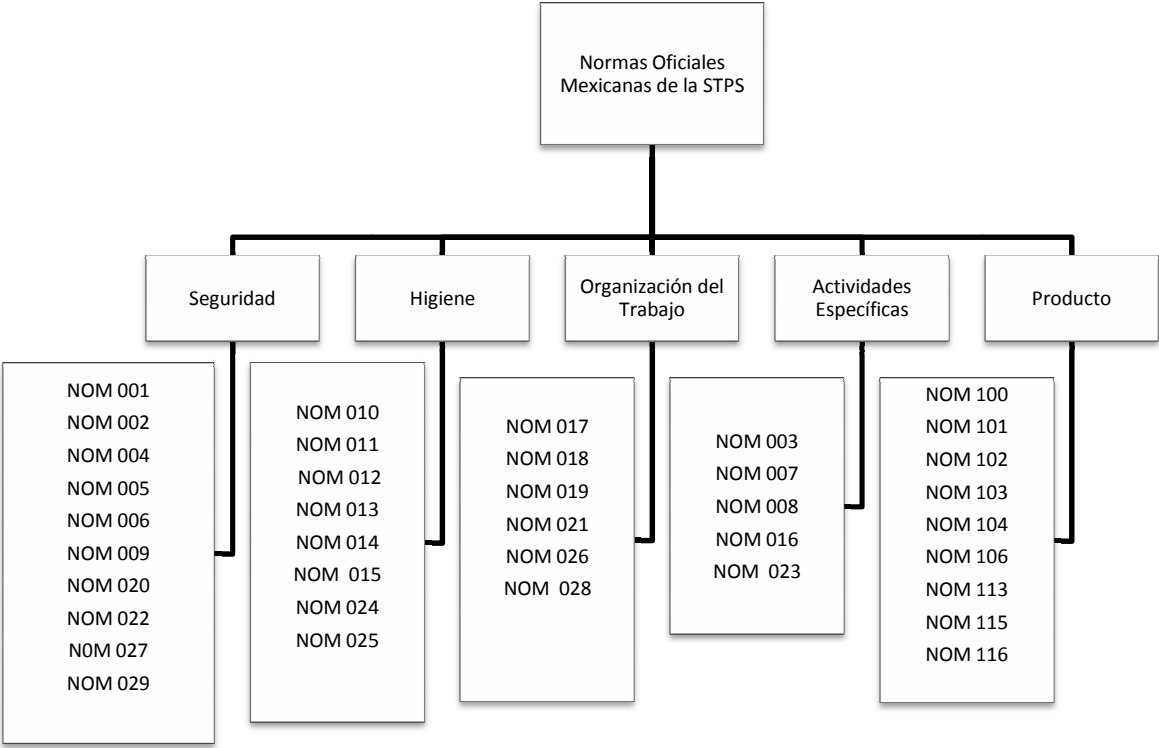 Normas Oficiales
Mexicanas de la STPS
Seguridad
Higiene
Organización del
Trabajo
Actividades
Específicas
Producto
NOM 001
NOM 002
NOM 004
NOM 005
NOM 006
NOM 009
NOM 020
NOM 022
N0M 027
NOM 029
NOM 010
NOM 011
NOM 012
NOM 013
NOM 014
NOM  015
NOM 024
NOM 025
NOM 017
NOM 018
NOM 019
NOM 021
NOM 026
NOM  028
NOM 003
NOM 007
NOM 008
NOM 016
NOM  023
NOM 100
NOM 101
NOM 102
NOM 103
NOM 104
NOM 106
NOM 113
NOM 115
NOM 116